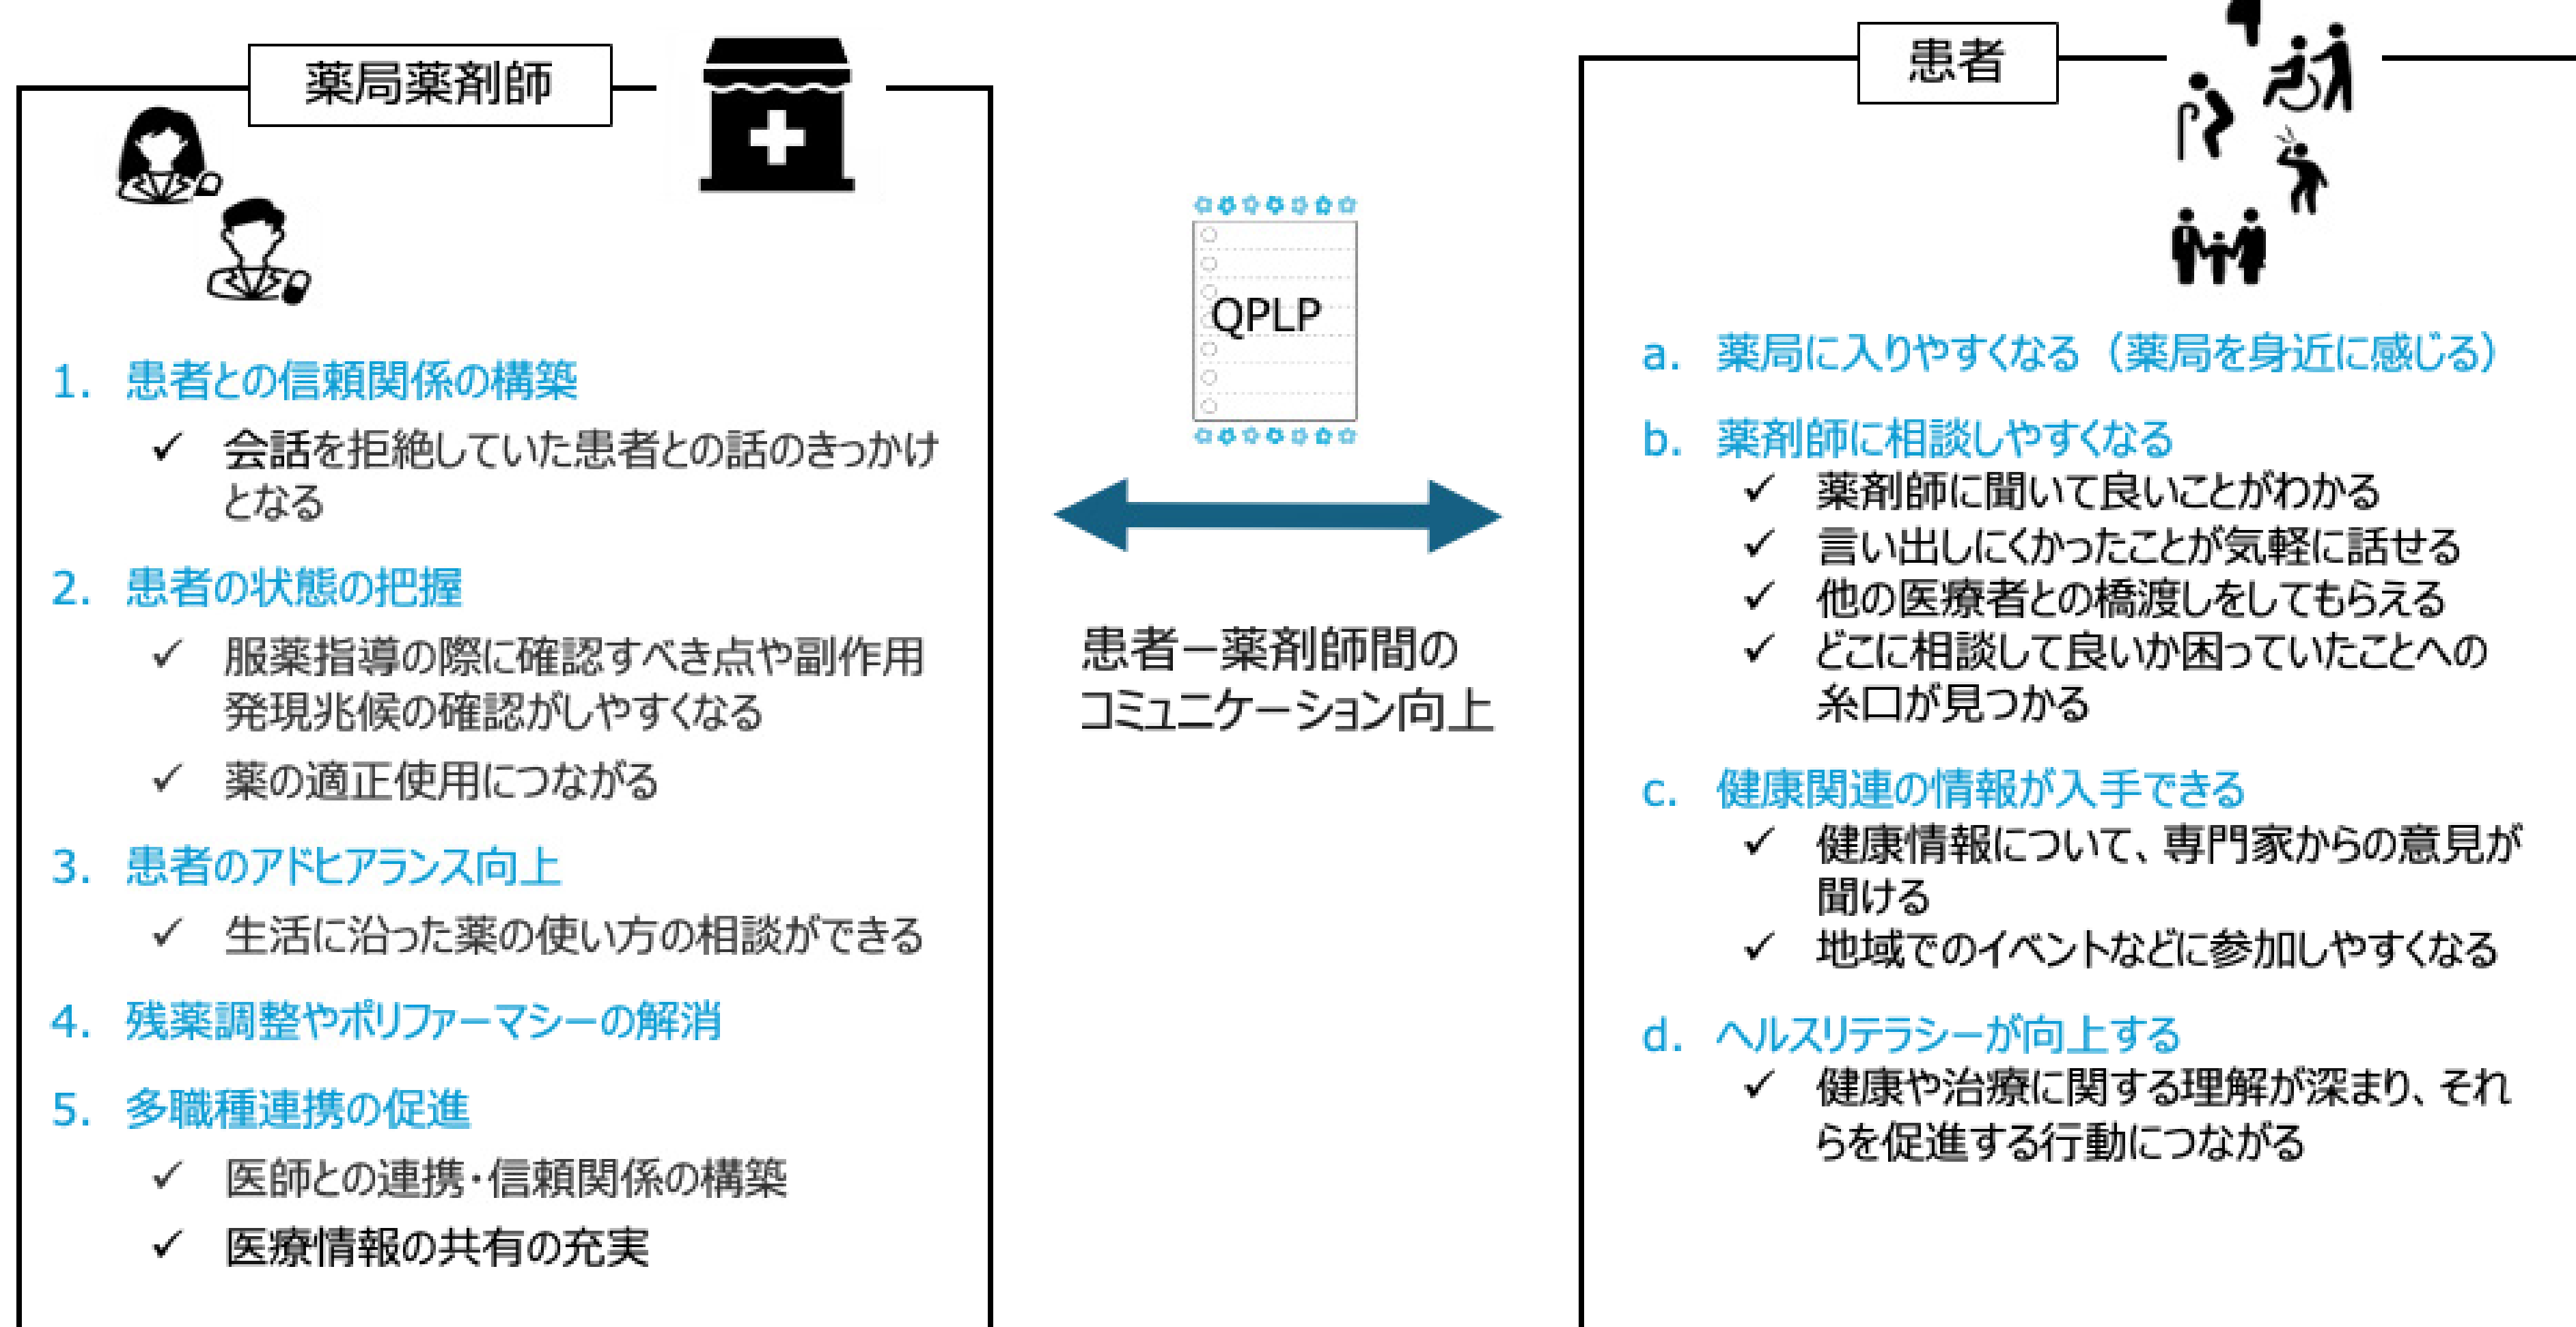 薬局薬剤師
1. 患者との信頼関係の構築
✓ 会話を拒絶していた患者との話のきっかけ
となる
2. 患者の状態の把握
✓ 服薬指導の際に確認すべき点や副作用
発現兆候の確認がしやすくなる
✓ 薬の適正使用につながる
3. 患者のアドヒアランス向上
✓ 生活に沿った薬の使い方の相談ができる
4. 残薬調整やポリファーマシーの解消
5. 多職種連携の促進
✓ 医師との連携・信頼関係の構築
✓ 医療情報の共有の充実
QPLP
患者－薬剤師間の
コミュニケーション向上
患者
a. 薬局に入りやすくなる（薬局を身近に感じる）
b. 薬剤師に相談しやすくなる
✓ 薬剤師に聞いて良いことがわかる
✓ 言い出しにくかったことが気軽に話せる
✓ 他の医療者との橋渡しをしてもらえる
✓ どこに相談して良いか困っていたことへの
糸口が見つかる
c. 健康関連の情報が入手できる
✓ 健康情報について、専門家からの意見が
聞ける
✓ 地域でのイベントなどに参加しやすくなる
d. ヘルスリテラシーが向上する
✓ 健康や治療に関する理解が深まり、それ
らを促進する行動につながる